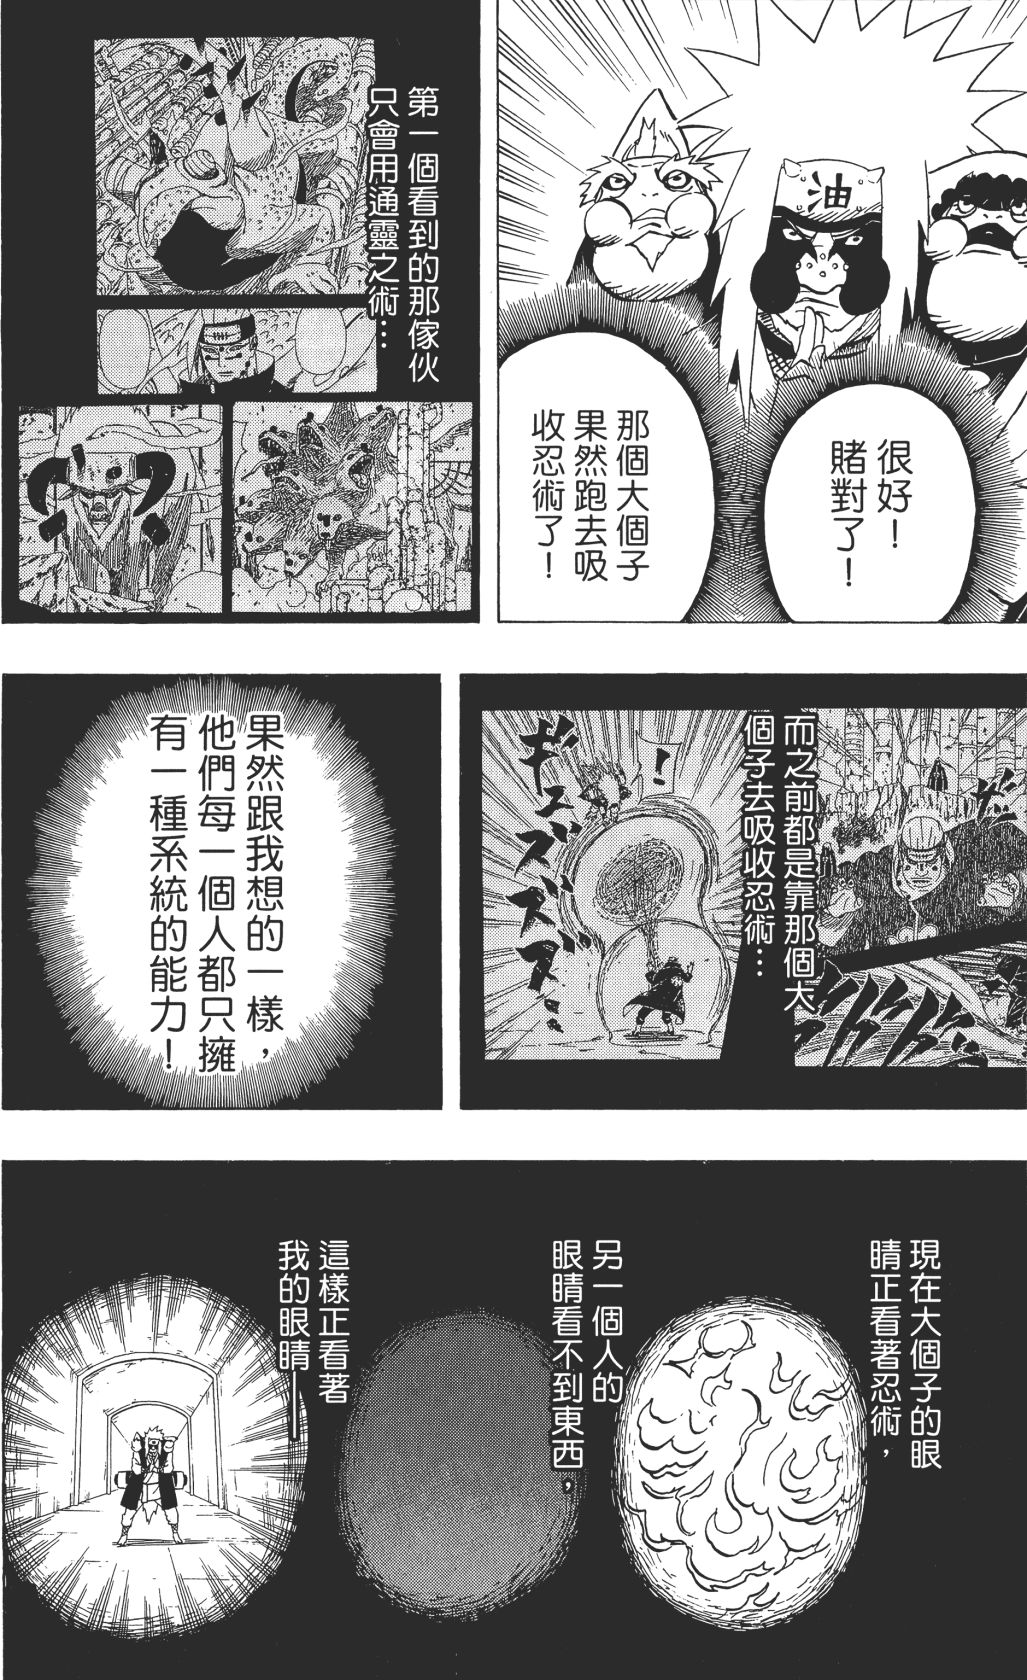 油
很好！
賭對了！
那個大個子
果然跑去吸
收忍術了！
第一個看到的那傢伙
只會用通靈之術…
而之前都是靠那個大
個子去吸收忍術…
！
ギュズズズ
果然跟我想的一樣，
他們每一個人都只擁
有一種系統的能力！
現在大個子的眼
睛正看著忍術，
另一個人的
眼睛看不到東西，
這樣正看著
我的眼睛──